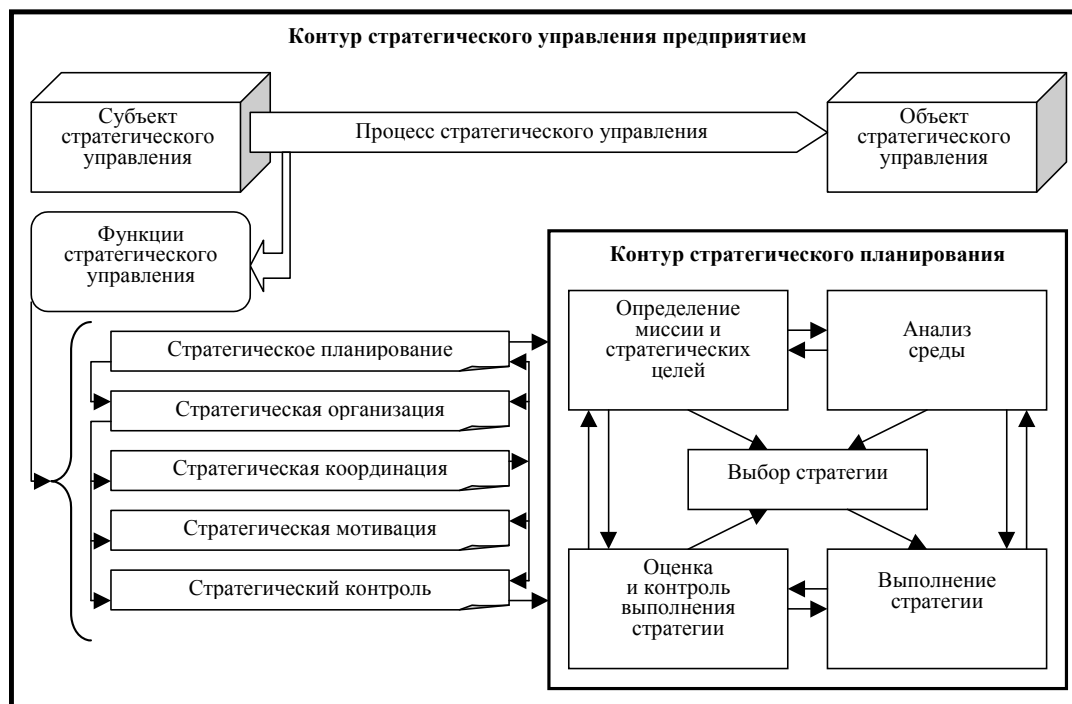 Контур стратегического управления предприятием
Субъект
стратегического
управления
Процесс стратегического управления
Объект
стратегического
управления
Функции
стратегического
управления
Контур стратегического планирования
Стратегическое планирование
Стратегическая организация
Стратегическая координация
Стратегическая мотивация
Стратегический контроль
Определение
миссии и
стратегических
целей
Анализ
среды
Выбор стратегии
Оценка
и контроль
выполнения
стратегии
Выполнение
стратегии